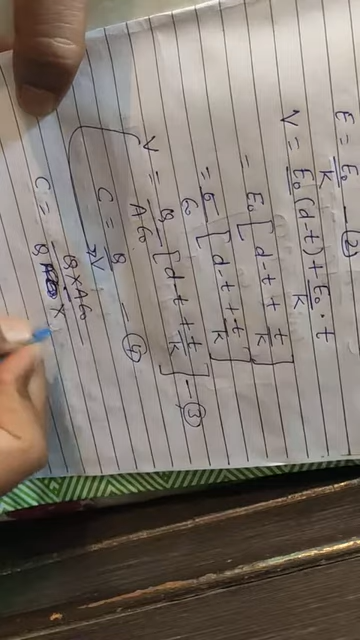 E = E₀/K — ②
V = E₀(d-t) + E₀/K · t
= E₀ [ d-t + t/K ]
= σ/ε₀ [ d-t + t/K ]
V = q/Aε₀ [ d-t + t/K ] — ③
C = q/V — ④
C = q × Aε₀ / q ×